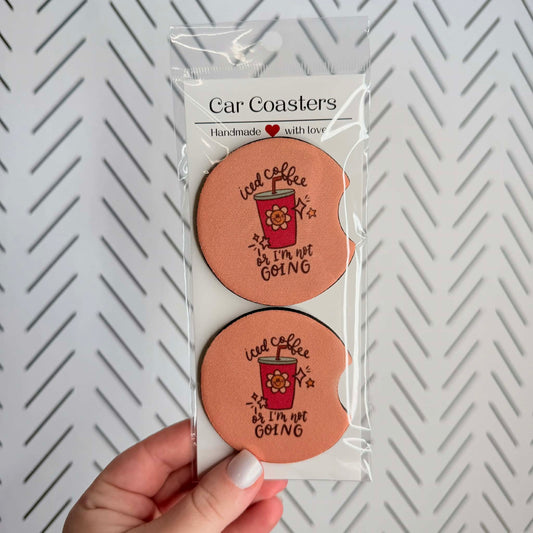 Car Coasters
Handmade ❤ with love
iced coffee
or I'm not
GOING
iced coffee
or I'm not
GOING